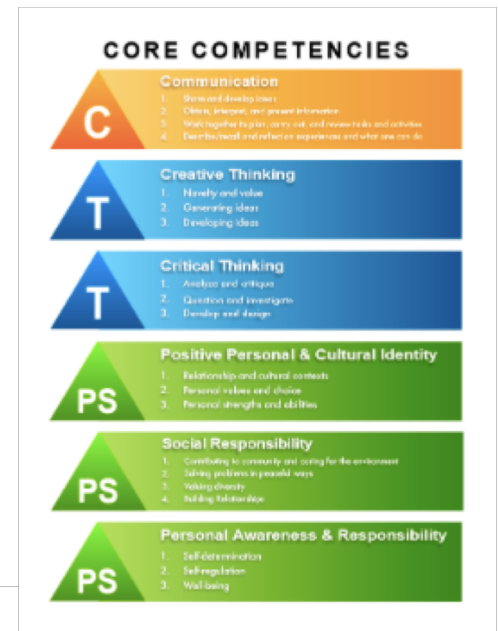 CORE COMPETENCIES
C
Communication
1. Share and develop ideas
2. Obtain, interpret, and present information
3. Work together to plan, carry out, and review tasks and activities
4. Describe/recall and reflect on experiences and what one can do
T
Creative Thinking
1. Novelty and value
2. Generating ideas
3. Developing ideas
T
Critical Thinking
1. Analyze and critique
2. Question and investigate
3. Develop and design
PS
Positive Personal & Cultural Identity
1. Relationship and cultural contexts
2. Personal values and choice
3. Personal strengths and abilities
PS
Social Responsibility
1. Contributing to community and caring for the environment
2. Solving problems in peaceful ways
3. Valuing diversity
4. Building Relationships
PS
Personal Awareness & Responsibility
1. Self-determination
2. Self-regulation
3. Well-being